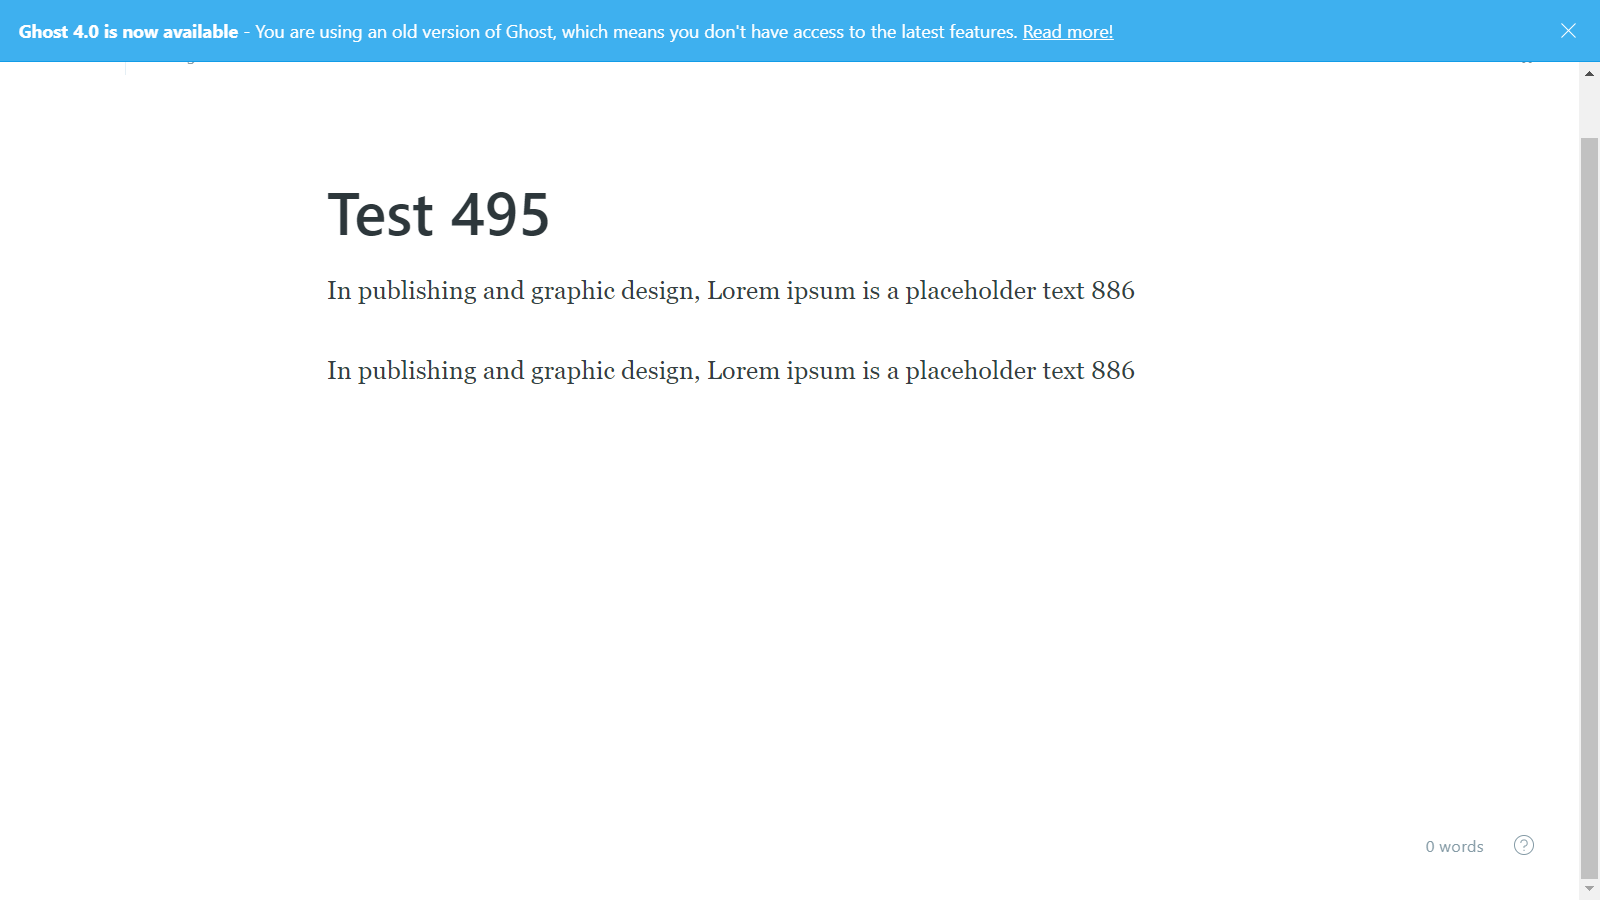 Ghost 4.0 is now available - You are using an old version of Ghost, which means you don't have access to the latest features. Read more!
Test 495
In publishing and graphic design, Lorem ipsum is a placeholder text 886
In publishing and graphic design, Lorem ipsum is a placeholder text 886
0 words